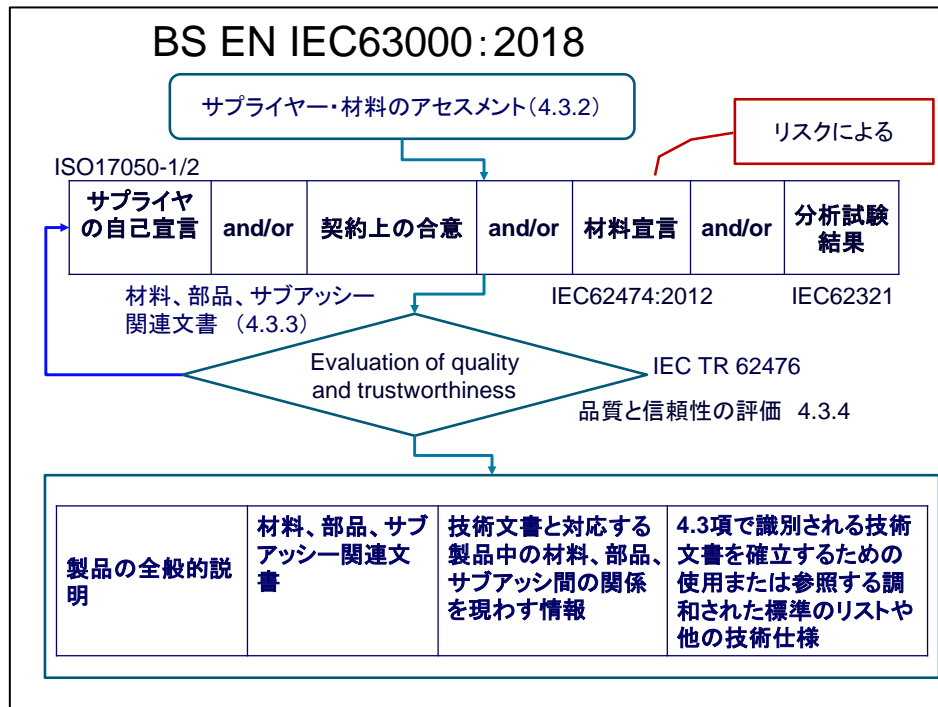 BS EN IEC63000:2018
サプライヤー・材料のアセスメント(4.3.2)
リスクによる
ISO17050-1/2
サプライヤ
の自己宣言
and/or
契約上の合意
and/or
材料宣言
and/or
分析試験
結果
材料、部品、サブアッシー
関連文書 (4.3.3)
IEC62474:2012
IEC62321
Evaluation of quality
and trustworthiness
IEC TR 62476
品質と信頼性の評価 4.3.4
製品の全般的説
明
材料、部品、サブ
アッシー関連文
書
技術文書と対応する
製品中の材料、部品、
サブアッシ間の関係
を現わす情報
4.3項で識別される技術
文書を確立するための
使用または参照する調
和された標準のリストや
他の技術仕様